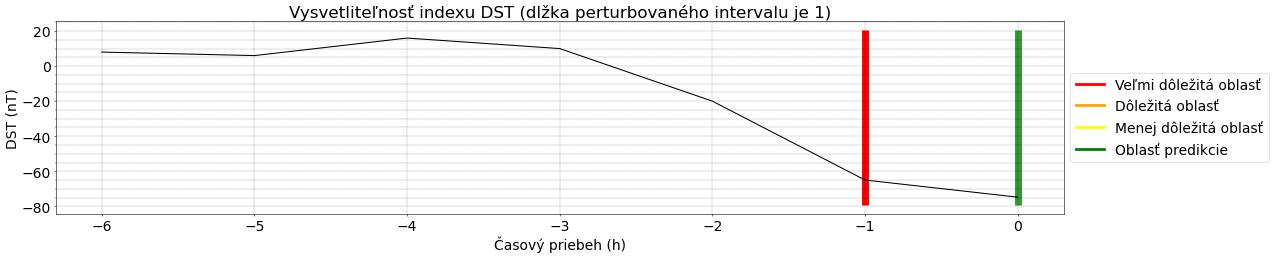 Vysvetliteľnosť indexu DST (dĺžka perturbovaného intervalu je 1)
DST (nT)
20
0
−20
−40
−60
−80
−6 −5 −4 −3 −2 −1 0
Časový priebeh (h)
Veľmi dôležitá oblasť
Dôležitá oblasť
Menej dôležitá oblasť
Oblasť predikcie